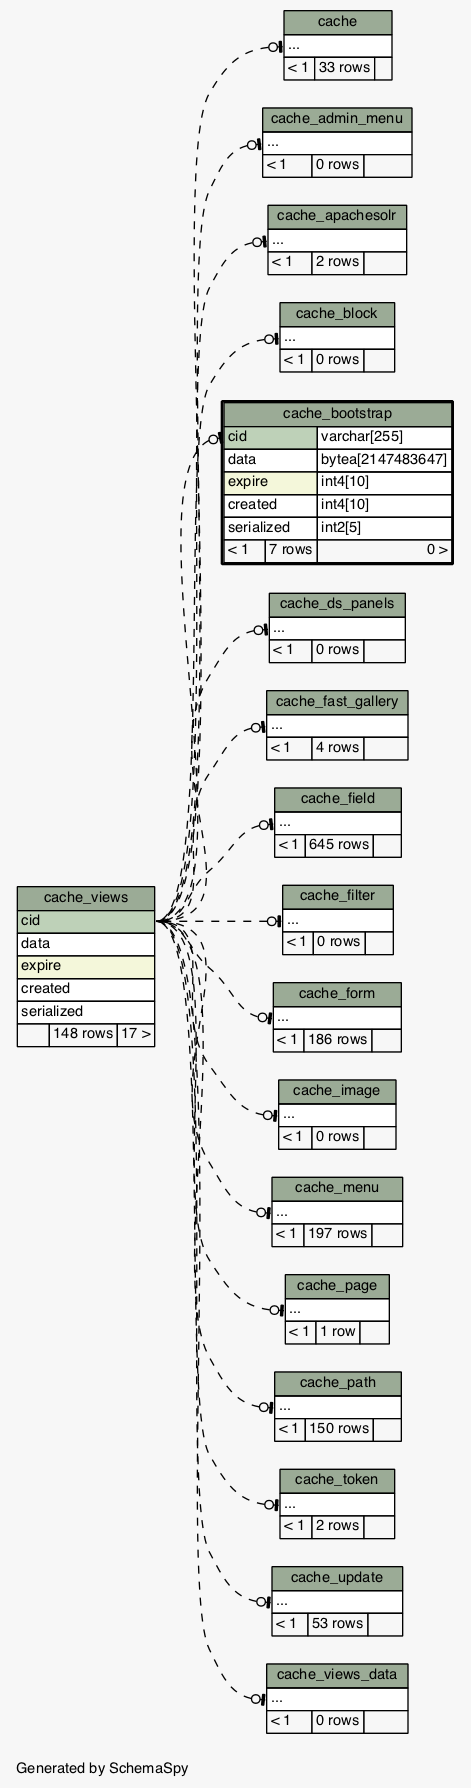 cache
...
< 1 33 rows
cache_admin_menu
...
< 1 0 rows
cache_apachesolr
...
< 1 2 rows
cache_block
...
< 1 0 rows
cache_bootstrap
cid varchar[255]
data bytea[2147483647]
expire int4[10]
created int4[10]
serialized int2[5]
< 1 7 rows 0 >
cache_ds_panels
...
< 1 0 rows
cache_fast_gallery
...
< 1 4 rows
cache_field
...
< 1 645 rows
cache_views
cid
data
expire
created
serialized
148 rows 17 >
cache_filter
...
< 1 0 rows
cache_form
...
< 1 186 rows
cache_image
...
< 1 0 rows
cache_menu
...
< 1 197 rows
cache_page
...
< 1 1 row
cache_path
...
< 1 150 rows
cache_token
...
< 1 2 rows
cache_update
...
< 1 53 rows
cache_views_data
...
< 1 0 rows
Generated by SchemaSpy